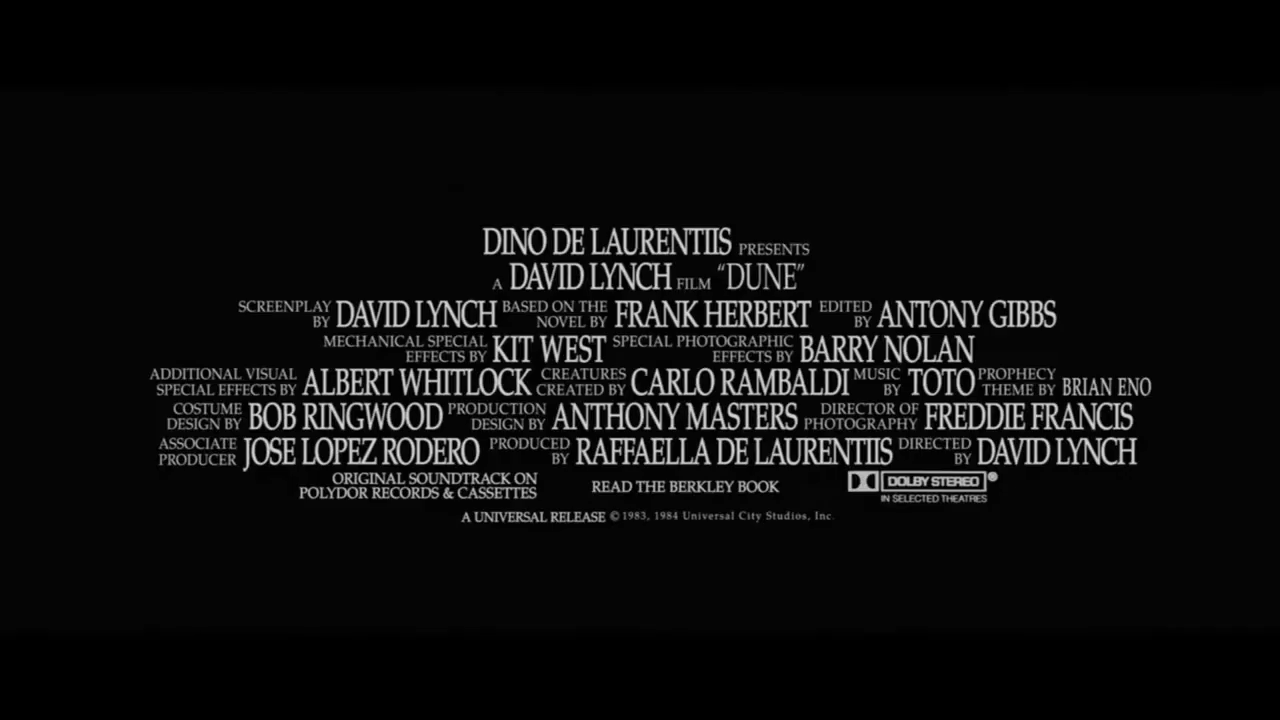 DINO DE LAURENTIIS PRESENTS
A DAVID LYNCH FILM “DUNE”
SCREENPLAY BY DAVID LYNCH BASED ON THE NOVEL BY FRANK HERBERT EDITED BY ANTONY GIBBS
MECHANICAL SPECIAL EFFECTS BY KIT WEST SPECIAL PHOTOGRAPHIC EFFECTS BY BARRY NOLAN
ADDITIONAL VISUAL SPECIAL EFFECTS BY ALBERT WHITLOCK CREATURES CREATED BY CARLO RAMBALDI MUSIC BY TOTO PROPHECY THEME BY BRIAN ENO
COSTUME DESIGN BY BOB RINGWOOD PRODUCTION DESIGN BY ANTHONY MASTERS DIRECTOR OF PHOTOGRAPHY FREDDIE FRANCIS
ASSOCIATE PRODUCER JOSE LOPEZ RODERO PRODUCED BY RAFFAELLA DE LAURENTIIS DIRECTED BY DAVID LYNCH
ORIGINAL SOUNDTRACK ON
POLYDOR RECORDS & CASSETTES
READ THE BERKLEY BOOK
DOLBY STEREO®
IN SELECTED THEATRES
A UNIVERSAL RELEASE ©1983, 1984 Universal City Studios, Inc.